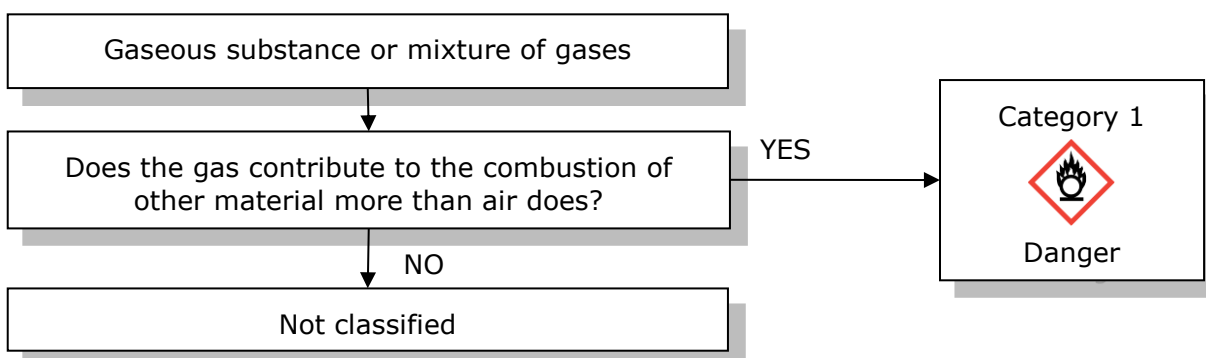 Gaseous substance or mixture of gases
Does the gas contribute to the combustion of
other material more than air does?
YES
Category 1
Danger
NO
Not classified